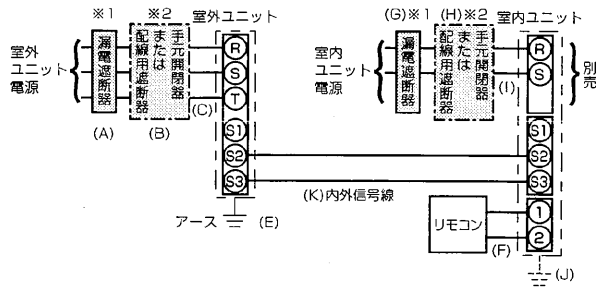 ※1
※2
室外ユニット
室外
ユニット
電源
漏電遮断器
手元開閉器
または
配線用遮断器
R
S
T
S1
S2
S3
(A)
(B)
(C)
アース
(E)
(G)※1
(H)※2
室内ユニット
室内
ユニット
電源
漏電遮断器
手元開閉器
または
配線用遮断器
(I)
R
S
別売
S1
S2
S3
(K)内外信号線
リモコン
(F)
1
2
(J)